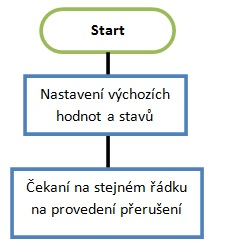 Start
Nastavení výchozích
hodnot a stavů
Čekaní na stejném řádku
na provedení přerušení